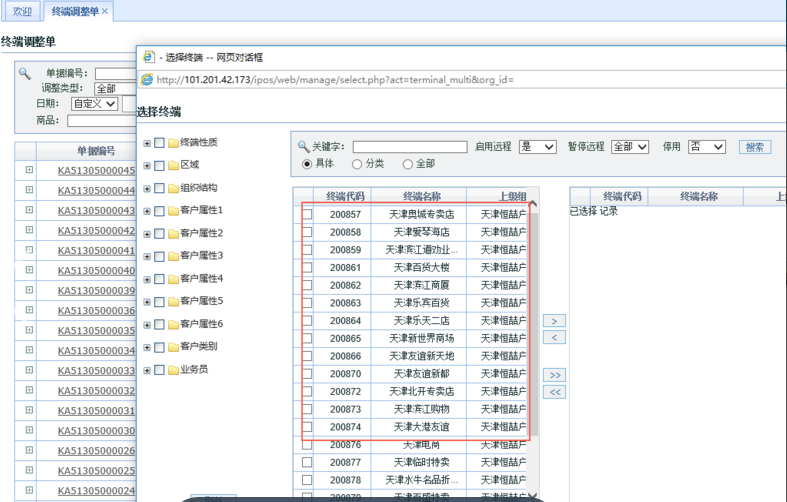 欢迎 终端调整单 ×
终端调整单
- 选择终端 -- 网页对话框
http://101.201.42.173/ipos/web/manage/select.php?act=terminal_multi&org_id=
单据编号:
调整类型: 全部
日期: 自定义
商品:
单据编号
KA51305000045
KA51305000044
KA51305000043
KA51305000042
KA51305000041
KA51305000040
KA51305000039
KA51305000036
KA51305000035
KA51305000034
KA51305000033
KA51305000032
KA51305000031
KA51305000030
KA51305000026
KA51305000025
KA51305000024
选择终端
终端性质
区域
组织结构
客户属性1
客户属性2
客户属性3
客户属性4
客户属性5
客户属性6
客户类别
业务员
关键字: 启用远程 是 暂停远程 全部 停用 否 搜索
具体 分类 全部
终端代码 终端名称 上级组
200857 天津奥城专卖店 天津恒喆户
200858 天津爱琴海店 天津恒喆户
200859 天津滨江道劝业... 天津恒喆户
200861 天津百货大楼 天津恒喆户
200862 天津滨江商厦 天津恒喆户
200863 天津乐宾百货 天津恒喆户
200864 天津乐天二店 天津恒喆户
200865 天津新世界商场 天津恒喆户
200866 天津友谊新天地 天津恒喆户
200870 天津友谊新都 天津恒喆户
200872 天津北开专卖店 天津恒喆户
200873 天津滨江购物 天津恒喆户
200874 天津大港友谊 天津恒喆户
200876 天津电商 天津恒喆户
200877 天津临时特卖 天津恒喆户
200878 天津水牛名品折... 天津恒喆户
200879
>
<
>>
<<
终端代码 终端名称 上
已选择 记录